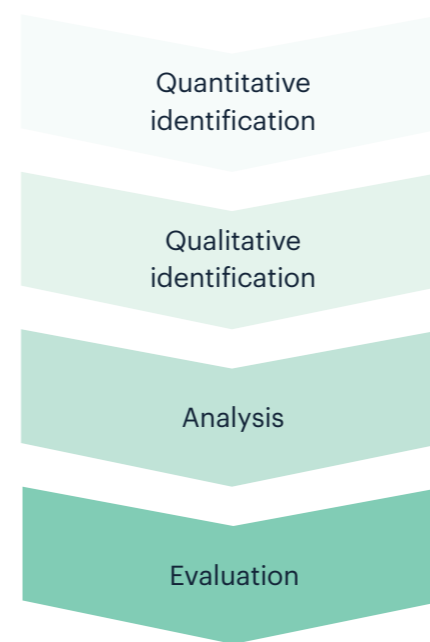 Quantitative
identification
Qualitative
identification
Analysis
Evaluation